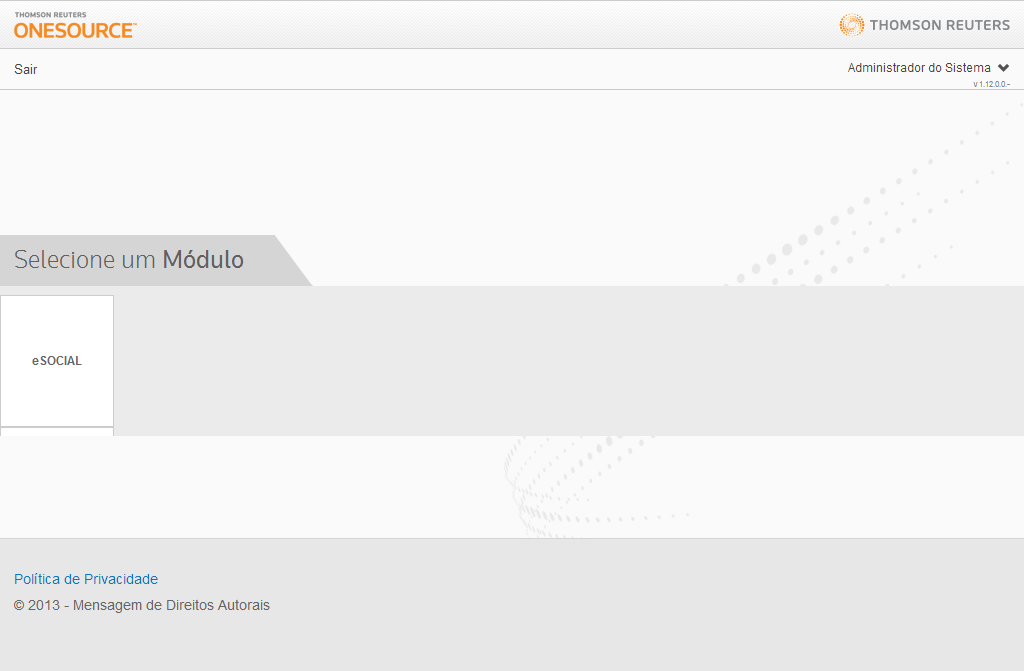 THOMSON REUTERS
ONESOURCE™
THOMSON REUTERS
Sair
Administrador do Sistema
v 1.12.0.0.-
Selecione um Módulo
eSOCIAL
Política de Privacidade
© 2013 - Mensagem de Direitos Autorais